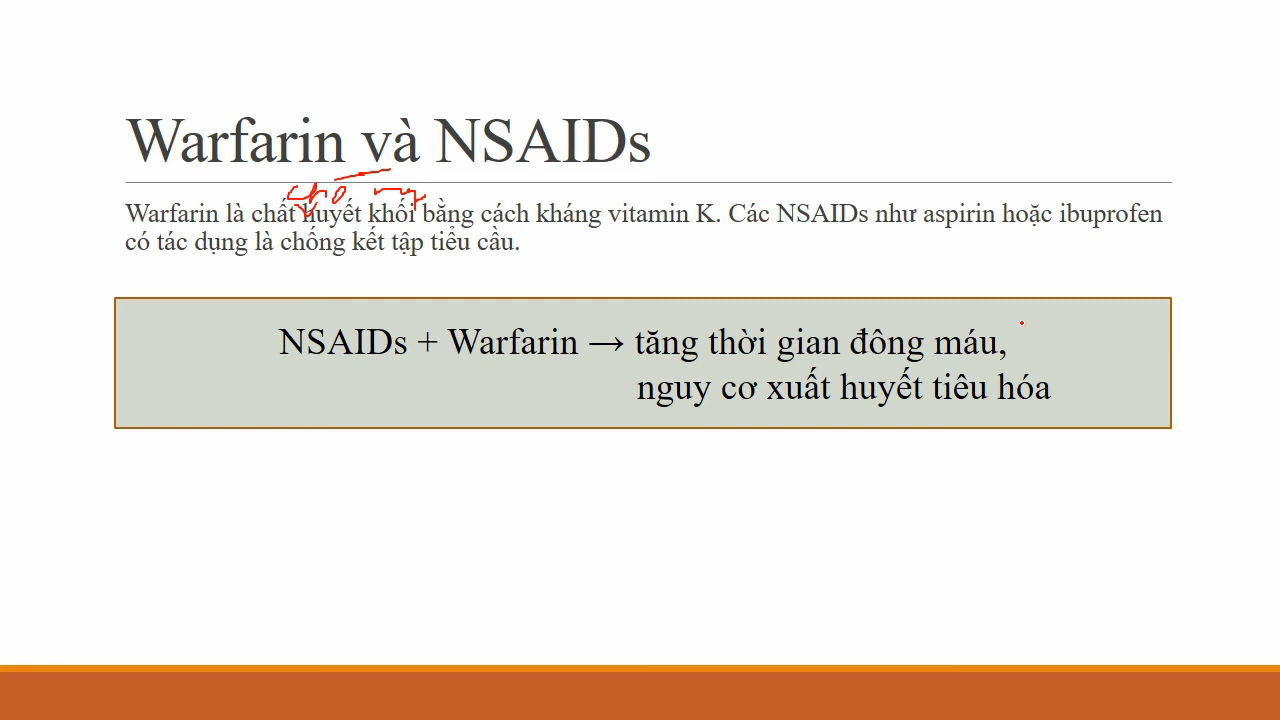 Warfarin và NSAIDs
Warfarin là chất huyết khối bằng cách kháng vitamin K. Các NSAIDs như aspirin hoặc ibuprofen
có tác dụng là chống kết tập tiểu cầu.
NSAIDs + Warfarin → tăng thời gian đông máu,
nguy cơ xuất huyết tiêu hóa